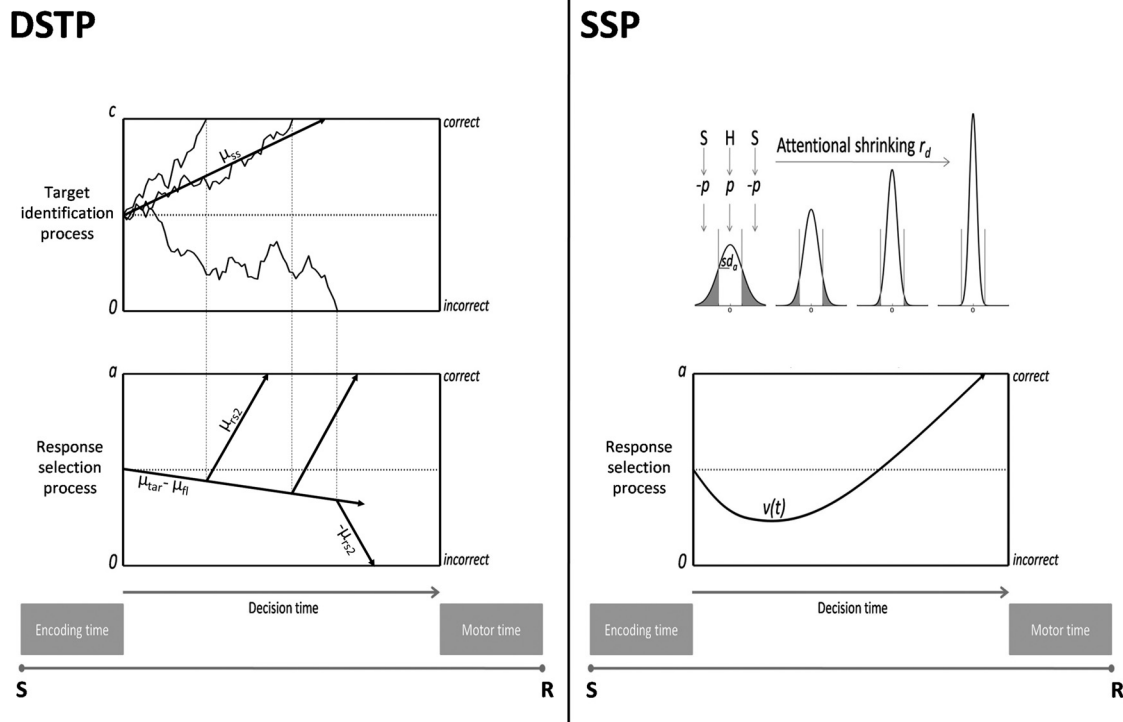 DSTP
c
correct
μss
Target
identification
process
0
incorrect
a
correct
μrs2
Response
selection
process
μtar- μfl
-μrs2
0
incorrect
Decision time
Encoding time
Motor time
S
R
SSP
S H S
Attentional shrinking rd
-p p -p
sda
0 0 0 0
a
correct
Response
selection
process
v(t)
0
incorrect
Decision time
Encoding time
Motor time
S
R